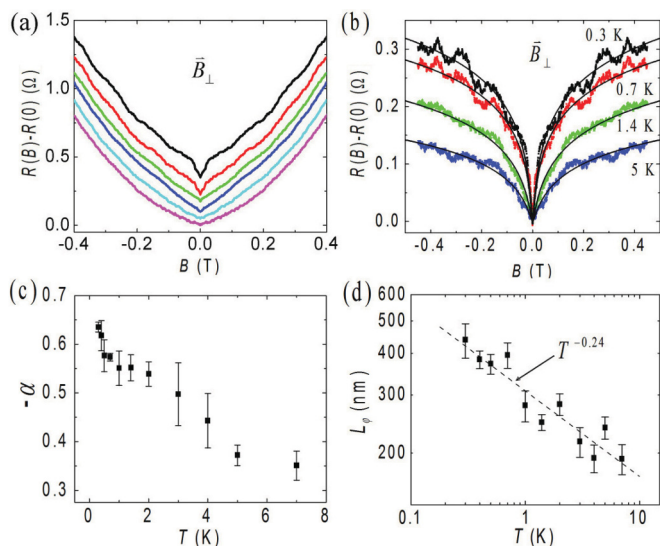 (a)
1.5
1.0
0.5
0.0
R(B)-R(0) (Ω)
B⃗⊥
-0.4 -0.2 0.0 0.2 0.4
B (T)
(b)
0.3
0.2
0.1
0.0
R(B)-R(0) (Ω)
B⃗⊥
0.3 K
0.7 K
1.4 K
5 K
-0.4 -0.2 0.0 0.2 0.4
B (T)
(c)
0.7
0.6
0.5
0.4
0.3
-α
0 2 4 6 8
T (K)
(d)
600
500
400
300
200
Lφ (nm)
T⁻⁰·²⁴
0.1 1 10
T (K)